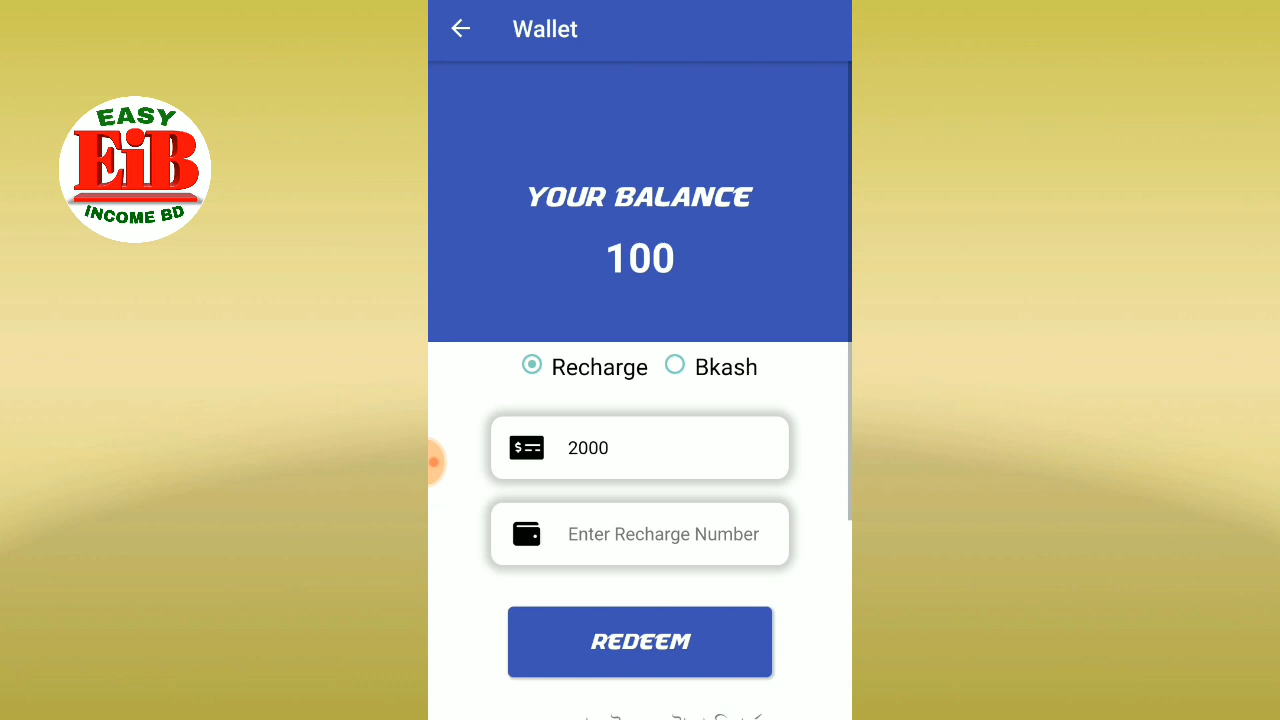 Wallet
EASY
EiB
INCOME BD
YOUR BALANCE
100
Recharge Bkash
2000
Enter Recharge Number
REDEEM